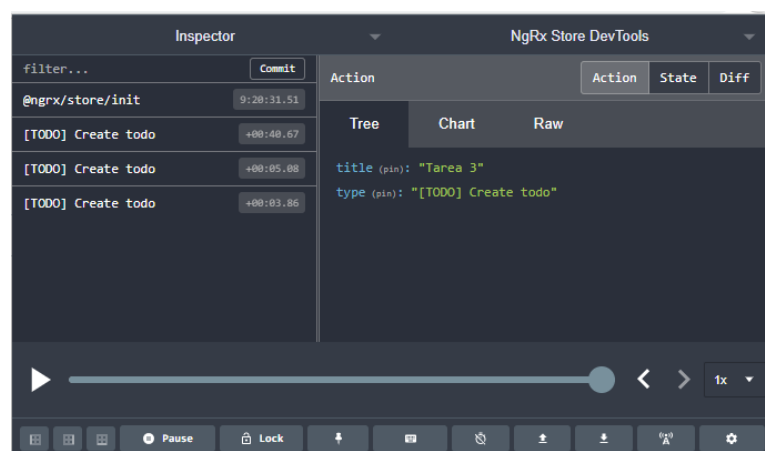 Inspector
NgRx Store DevTools
filter...
Commit
@ngrx/store/init
9:20:31.51
[TODO] Create todo
+00:40.67
[TODO] Create todo
+00:05.08
[TODO] Create todo
+00:03.86
Action
Action
State
Diff
Tree
Chart
Raw
title (pin): "Tarea 3"
type (pin): "[TODO] Create todo"
1x
Pause
Lock